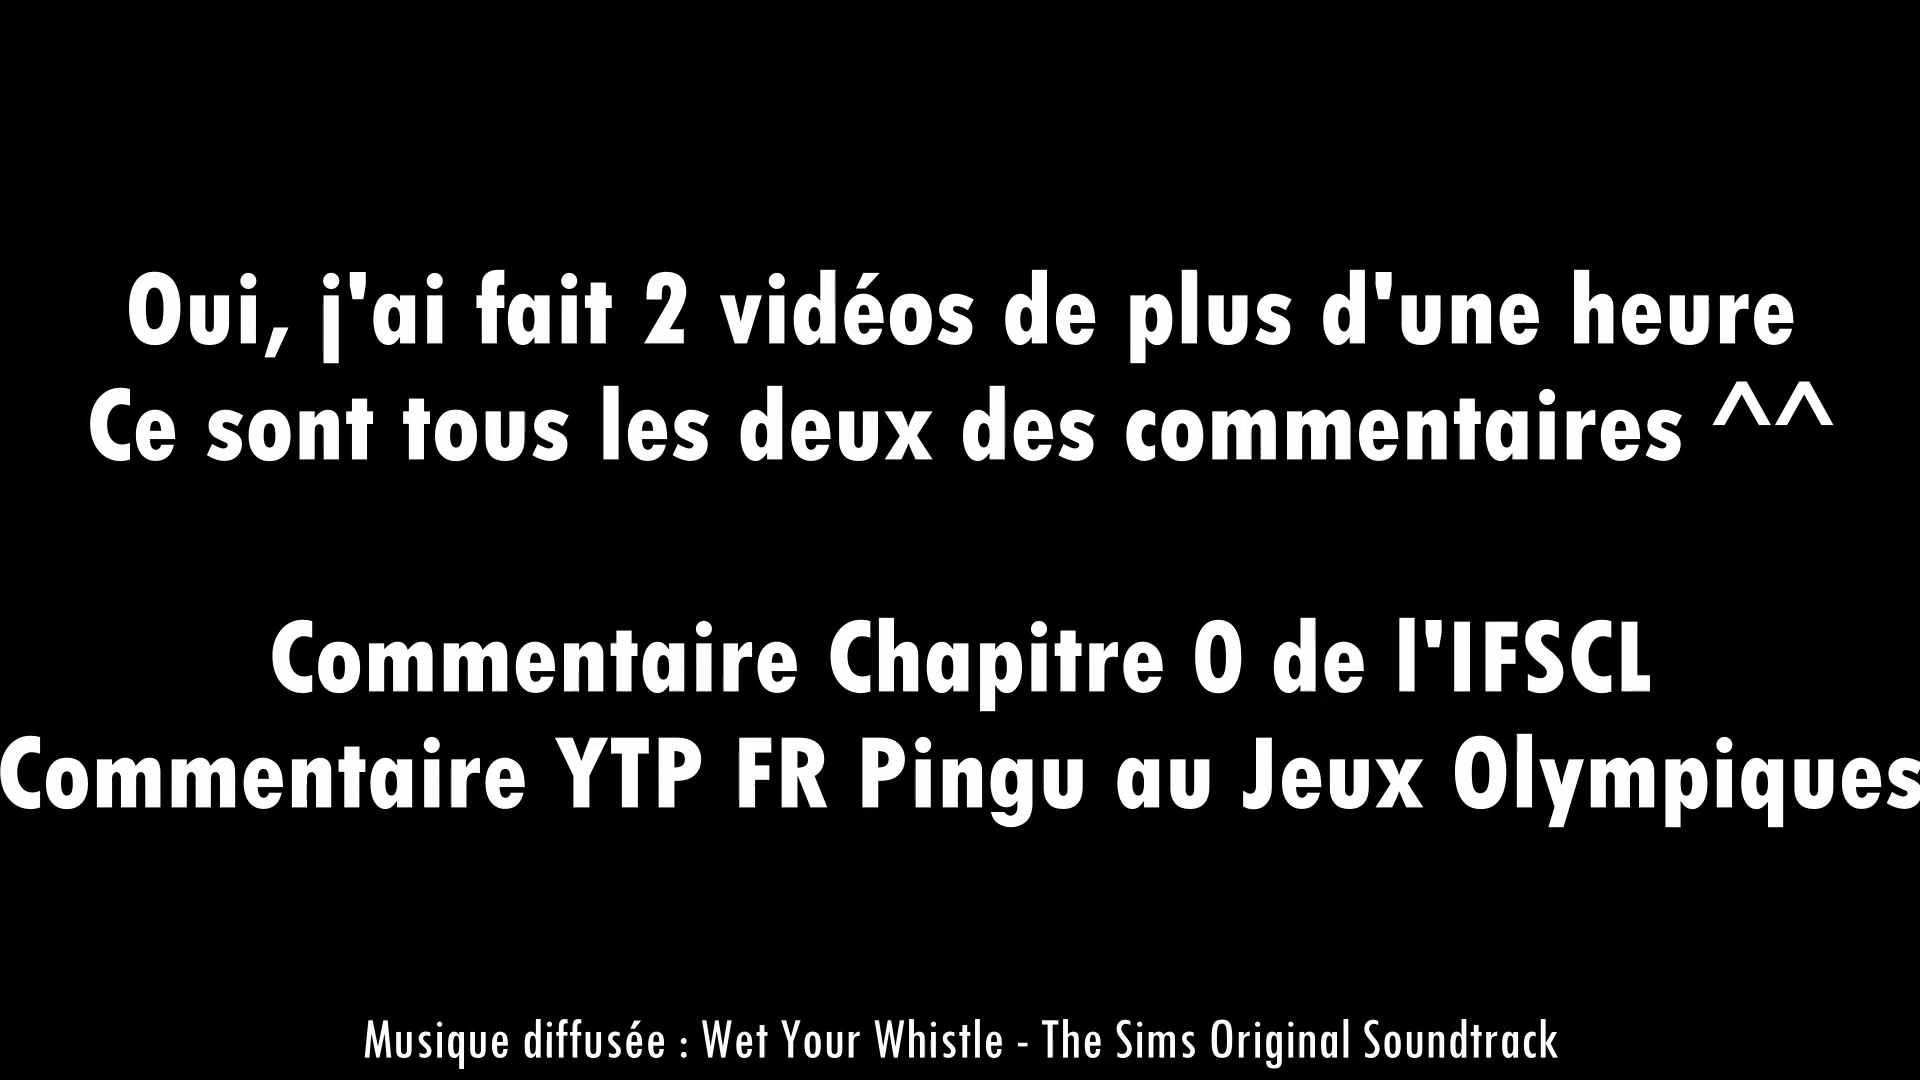 Oui, j'ai fait 2 vidéos de plus d'une heure
Ce sont tous les deux des commentaires ^^
Commentaire Chapitre 0 de l'IFSCL
Commentaire YTP FR Pingu au Jeux Olympiques
Musique diffusée : Wet Your Whistle - The Sims Original Soundtrack